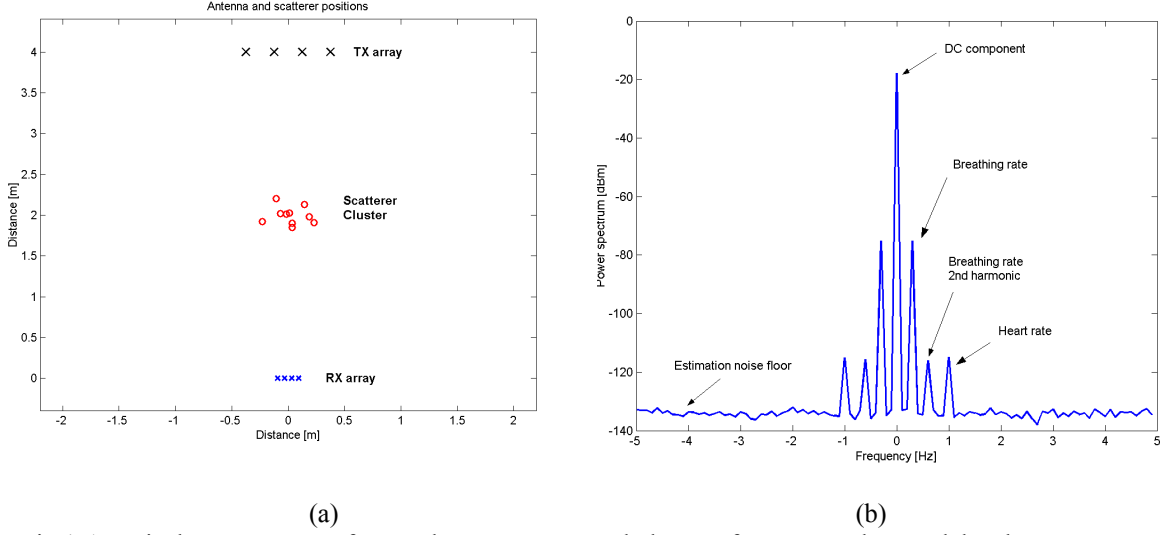 Antenna and scatterer positions
TX array
Scatterer
Cluster
RX array
Distance [m]
4
3.5
3
2.5
2
1.5
1
0.5
0
-2
-1.5
-1
-0.5
0
0.5
1
1.5
2
Distance [m]
(a)
DC component
Breathing rate
Breathing rate
2nd harmonic
Heart rate
Estimation noise floor
Power spectrum [dBm]
0
-20
-40
-60
-80
-100
-120
-140
-5
-4
-3
-2
-1
0
1
2
3
4
5
Frequency [Hz]
(b)